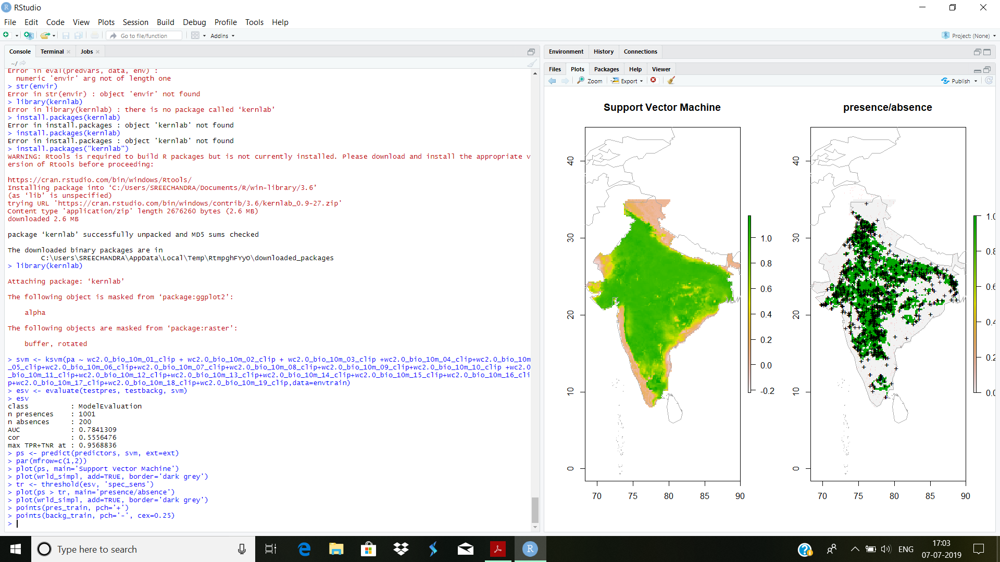 RStudio
File Edit Code View Plots Session Build Debug Profile Tools Help
Go to file/function Addins Project: (None)
Console Terminal Jobs
~/
Error in eval(predvars, data, env) :
  numeric 'envir' arg not of length one
> str(envir)
Error in str(envir) : object 'envir' not found
> library(kernlab)
Error in library(kernlab) : there is no package called ‘kernlab’
> install.packages(kernlab)
Error in install.packages : object 'kernlab' not found
> install.packages(kernlab)
Error in install.packages : object 'kernlab' not found
> install.packages("kernlab")
WARNING: Rtools is required to build R packages but is not currently installed. Please download and install the appropriate v
ersion of Rtools before proceeding:
https://cran.rstudio.com/bin/windows/Rtools/
Installing package into ‘C:/Users/SREECHANDRA/Documents/R/win-library/3.6’
(as ‘lib’ is unspecified)
trying URL 'https://cran.rstudio.com/bin/windows/contrib/3.6/kernlab_0.9-27.zip'
Content type 'application/zip' length 2676260 bytes (2.6 MB)
downloaded 2.6 MB
package ‘kernlab’ successfully unpacked and MD5 sums checked
The downloaded binary packages are in
        C:\Users\SREECHANDRA\AppData\Local\Temp\RtmpghFYyO\downloaded_packages
> library(kernlab)
Attaching package: ‘kernlab’
The following object is masked from ‘package:ggplot2’:
    alpha
The following objects are masked from ‘package:raster’:
    buffer, rotated
> svm <- ksvm(pa ~ wc2.0_bio_10m_01_clip + wc2.0_bio_10m_02_clip + wc2.0_bio_10m_03_clip +wc2.0_bio_10m_04_clip+wc2.0_bio_10m
_05_clip+wc2.0_bio_10m_06_clip+wc2.0_bio_10m_07_clip+wc2.0_bio_10m_08_clip+wc2.0_bio_10m_09_clip+wc2.0_bio_10m_10_clip +wc2.0
_bio_10m_11_clip+wc2.0_bio_10m_12_clip+wc2.0_bio_10m_13_clip+wc2.0_bio_10m_14_clip+wc2.0_bio_10m_15_clip+wc2.0_bio_10m_16_cli
p+wc2.0_bio_10m_17_clip+wc2.0_bio_10m_18_clip+wc2.0_bio_10m_19_clip,data=envtrain)
> esv <- evaluate(testpres, testbackg, svm)
> esv
class          : ModelEvaluation
n presences    : 1001
n absences     : 200
AUC            : 0.7841309
cor            : 0.5556476
max TPR+TNR at : 0.9568836
> ps <- predict(predictors, svm, ext=ext)
> par(mfrow=c(1,2))
> plot(ps, main='Support Vector Machine')
> plot(wrld_simpl, add=TRUE, border='dark grey')
> tr <- threshold(esv, 'spec_sens')
> plot(ps > tr, main='presence/absence')
> plot(wrld_simpl, add=TRUE, border='dark grey')
> points(pres_train, pch='+')
> points(backg_train, pch='-', cex=0.25)
>
Environment History Connections
Files Plots Packages Help Viewer
Zoom Export Publish
Support Vector Machine
40
30
20
10
0
70 75 80 85 90
1.0
0.8
0.6
0.4
0.2
0.0
-0.2
presence/absence
40
30
20
10
0
70 75 80 85 90
1.0
0.8
0.6
0.4
0.2
0.0
Type here to search
ENG
17:03
07-07-2019